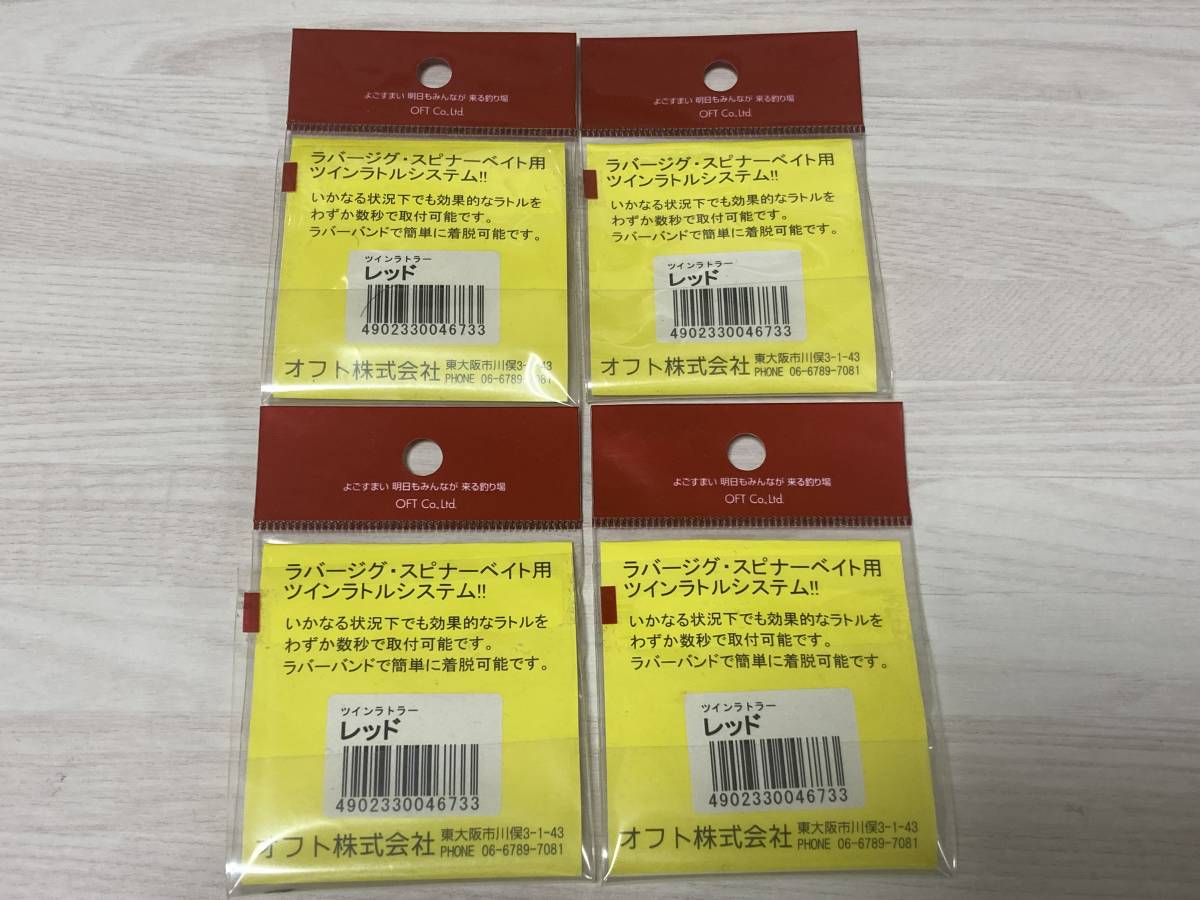 よごすまい 明日もみんなが 来る釣り場
OFT Co.,Ltd.
ラバージグ・スピナーベイト用
ツインラトルシステム!!
いかなる状況下でも効果的なラトルを
わずか数秒で取付可能です。
ラバーバンドで簡単に着脱可能です。
ツインラトラー
レッド
4902330046733
オフト株式会社 東大阪市川俣3-1-43
PHONE 06-6789-7081
よごすまい 明日もみんなが 来る釣り場
OFT Co.,Ltd.
ラバージグ・スピナーベイト用
ツインラトルシステム!!
いかなる状況下でも効果的なラトルを
わずか数秒で取付可能です。
ラバーバンドで簡単に着脱可能です。
ツインラトラー
レッド
4902330046733
オフト株式会社 東大阪市川俣3-1-43
PHONE 06-6789-7081
よごすまい 明日もみんなが 来る釣り場
OFT Co.,Ltd.
ラバージグ・スピナーベイト用
ツインラトルシステム!!
いかなる状況下でも効果的なラトルを
わずか数秒で取付可能です。
ラバーバンドで簡単に着脱可能です。
ツインラトラー
レッド
4902330046733
オフト株式会社 東大阪市川俣3-1-43
PHONE 06-6789-7081
よごすまい 明日もみんなが 来る釣り場
OFT Co.,Ltd.
ラバージグ・スピナーベイト用
ツインラトルシステム!!
いかなる状況下でも効果的なラトルを
わずか数秒で取付可能です。
ラバーバンドで簡単に着脱可能です。
ツインラトラー
レッド
4902330046733
オフト株式会社 東大阪市川俣3-1-43
PHONE 06-6789-7081